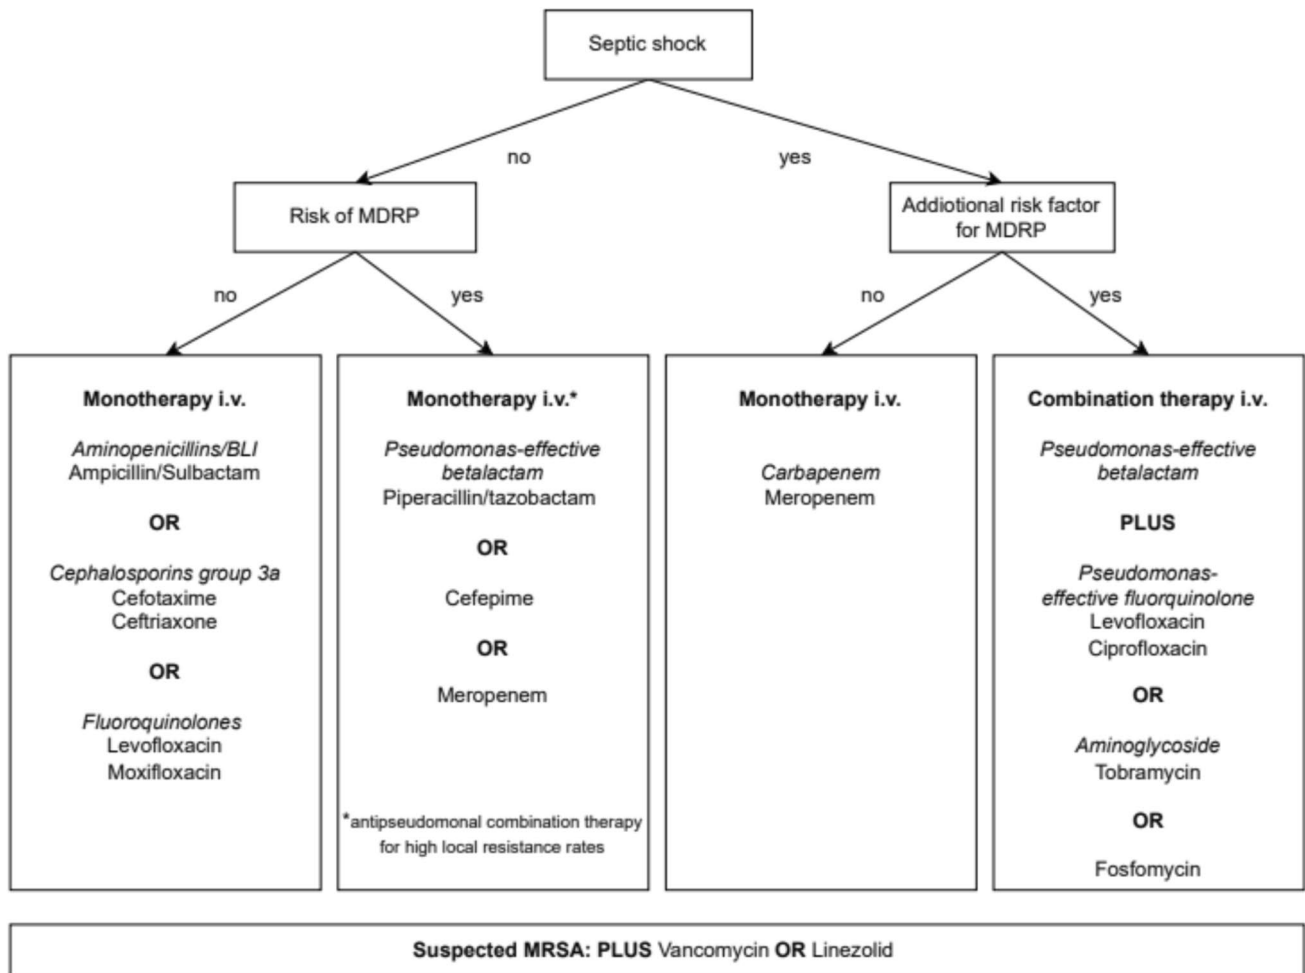 Septic shock
no
yes
Risk of MDRP
Addiotional risk factor
for MDRP
no
yes
no
yes
Monotherapy i.v.
Aminopenicillins/BLI
Ampicillin/Sulbactam
OR
Cephalosporins group 3a
Cefotaxime
Ceftriaxone
OR
Fluoroquinolones
Levofloxacin
Moxifloxacin
Monotherapy i.v.*
Pseudomonas-effective
betalactam
Piperacillin/tazobactam
OR
Cefepime
OR
Meropenem
*antipseudomonal combination therapy
for high local resistance rates
Monotherapy i.v.
Carbapenem
Meropenem
Combination therapy i.v.
Pseudomonas-effective
betalactam
PLUS
Pseudomonas-
effective fluorquinolone
Levofloxacin
Ciprofloxacin
OR
Aminoglycoside
Tobramycin
OR
Fosfomycin
Suspected MRSA: PLUS Vancomycin OR Linezolid